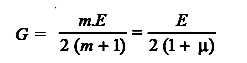 G = m.E / 2 (m + 1) = E / 2 (1 + μ)